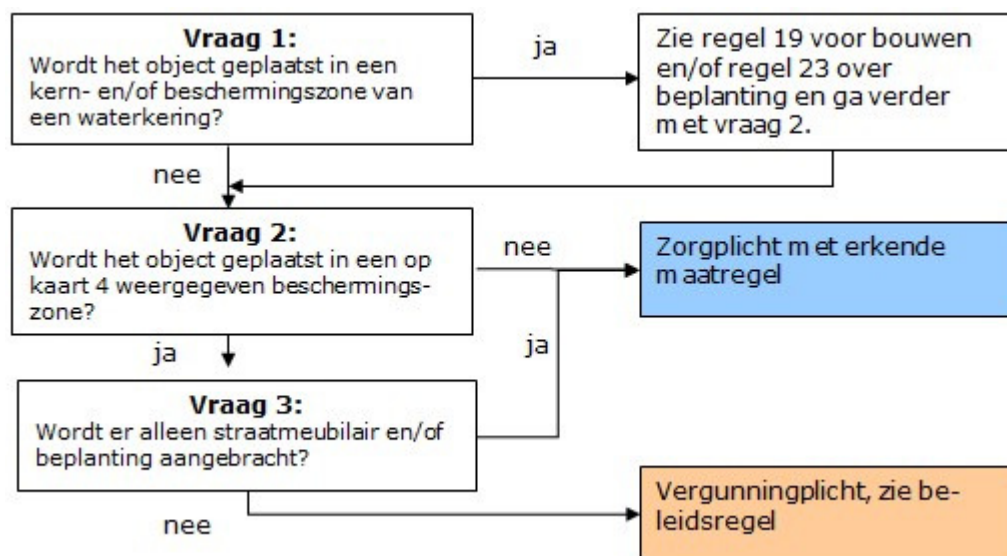 Vraag 1:
Wordt het object geplaatst in een
kern- en/of beschermingszone van
een waterkering?
ja
Zie regel 19 voor bouwen
en/of regel 23 over
beplanting en ga verder
met vraag 2.
nee
Vraag 2:
Wordt het object geplaatst in een op
kaart 4 weergegeven beschermings-
zone?
nee
Zorgplicht met erkende
maatregel
ja
ja
Vraag 3:
Wordt er alleen straatmeubilair en/of
beplanting aangebracht?
nee
Vergunningplicht, zie be-
leidsregel